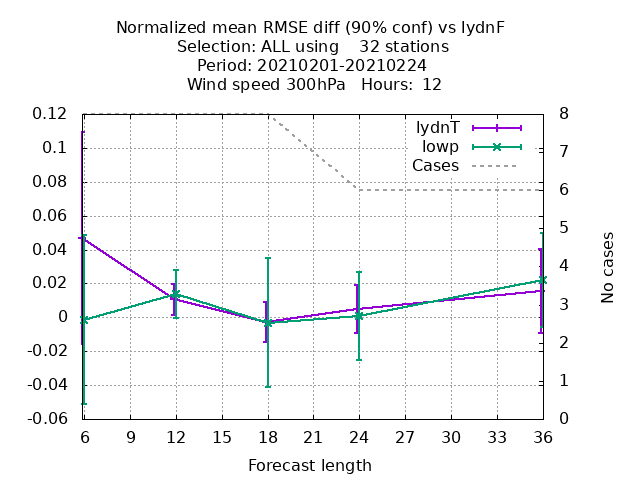 Normalized mean RMSE diff (90% conf) vs lydnF
Selection: ALL using    32 stations
Period: 20210201-20210224
Wind speed 300hPa   Hours:  12
lydnT
lowp
Cases
0.12
0.1
0.08
0.06
0.04
0.02
0
-0.02
-0.04
-0.06
8
7
6
5
4
3
2
1
0
No cases
6 9 12 15 18 21 24 27 30 33 36
Forecast length